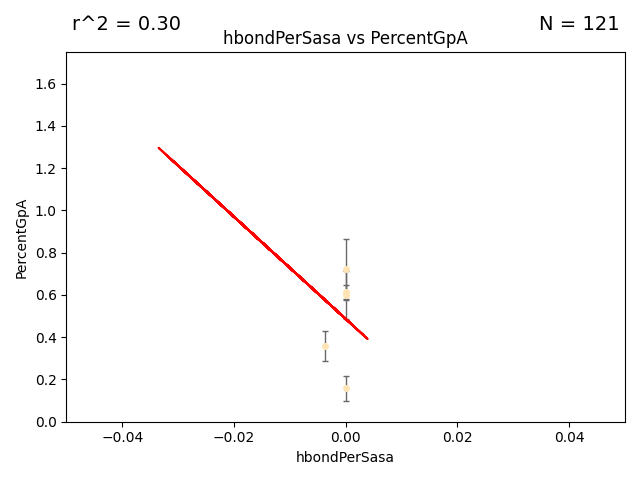 r^2 = 0.30
N = 121
hbondPerSasa vs PercentGpA
1.6
1.4
1.2
1.0
0.8
0.6
0.4
0.2
0.0
PercentGpA
−0.04
−0.02
0.00
0.02
0.04
hbondPerSasa